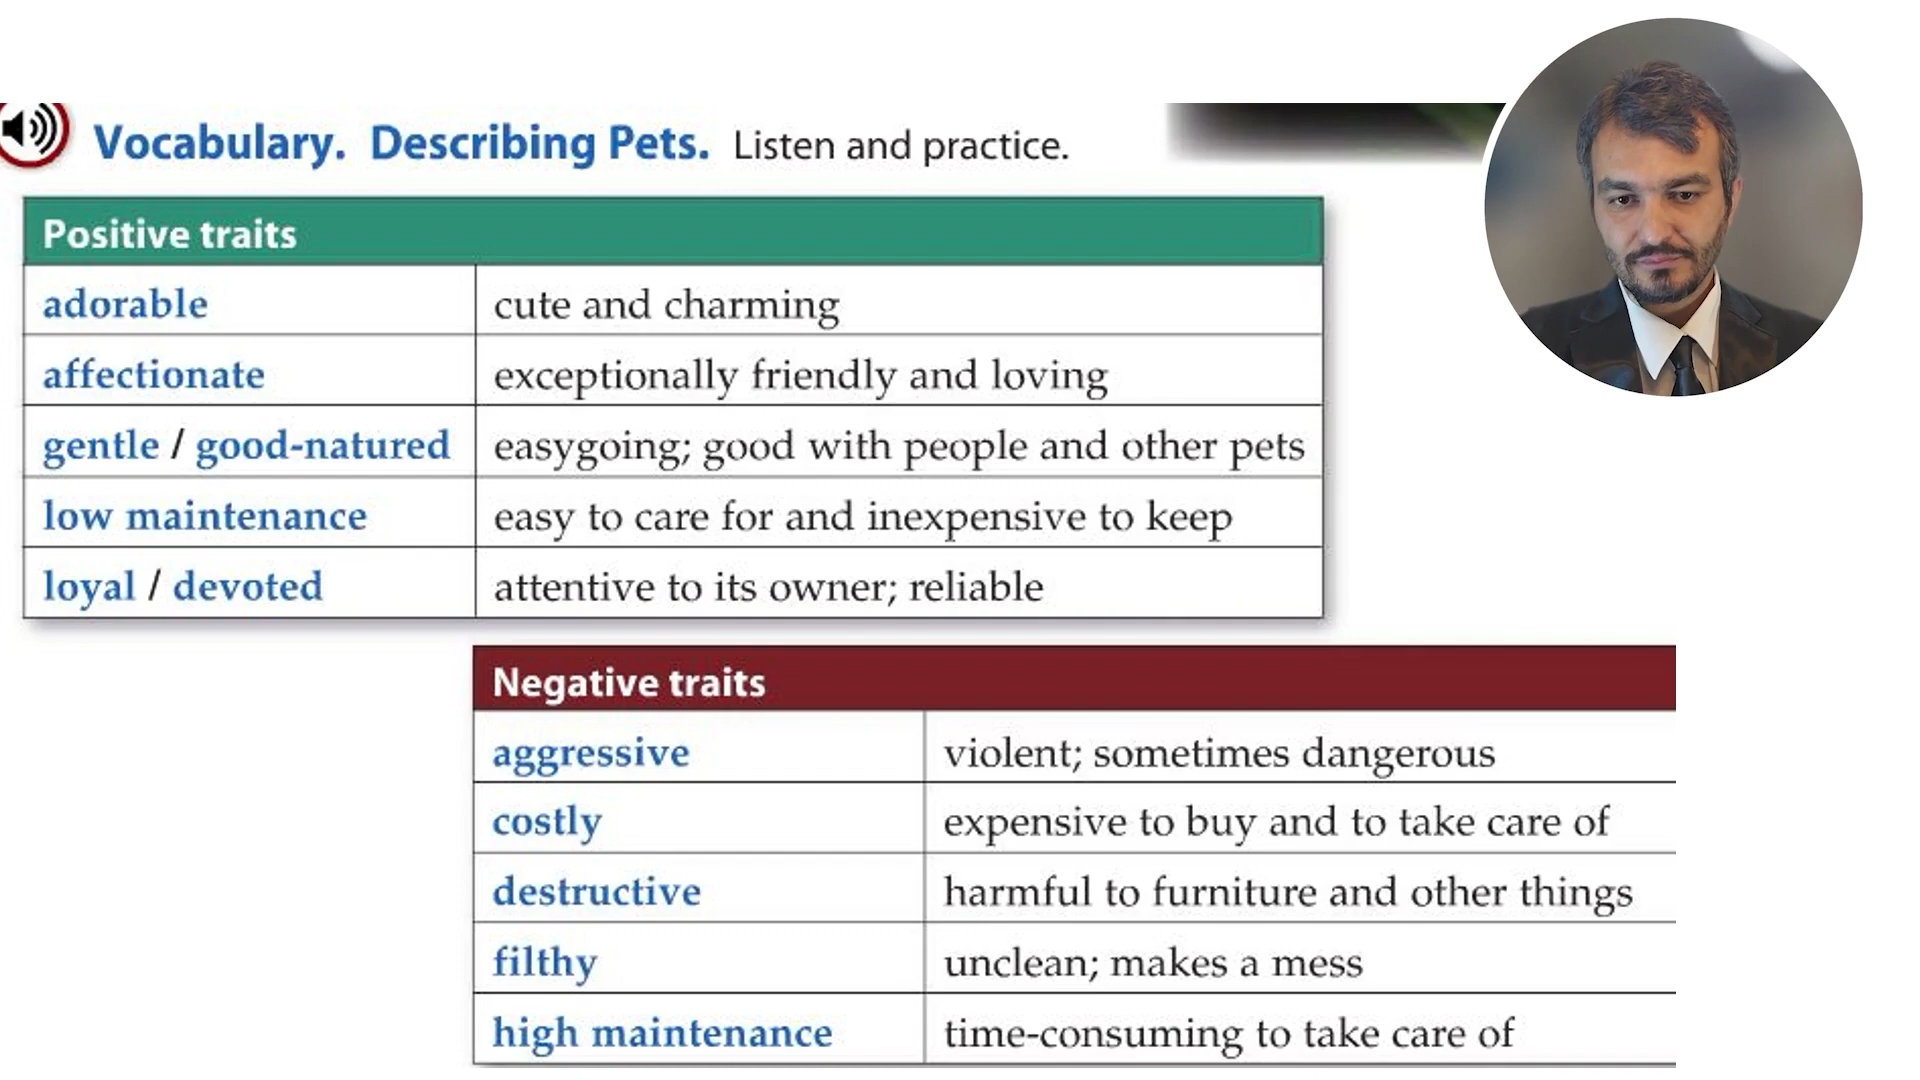 Vocabulary. Describing Pets. Listen and practice.
Positive traits
adorable cute and charming
affectionate exceptionally friendly and loving
gentle / good-natured easygoing; good with people and other pets
low maintenance easy to care for and inexpensive to keep
loyal / devoted attentive to its owner; reliable
Negative traits
aggressive violent; sometimes dangerous
costly expensive to buy and to take care of
destructive harmful to furniture and other things
filthy unclean; makes a mess
high maintenance time-consuming to take care of